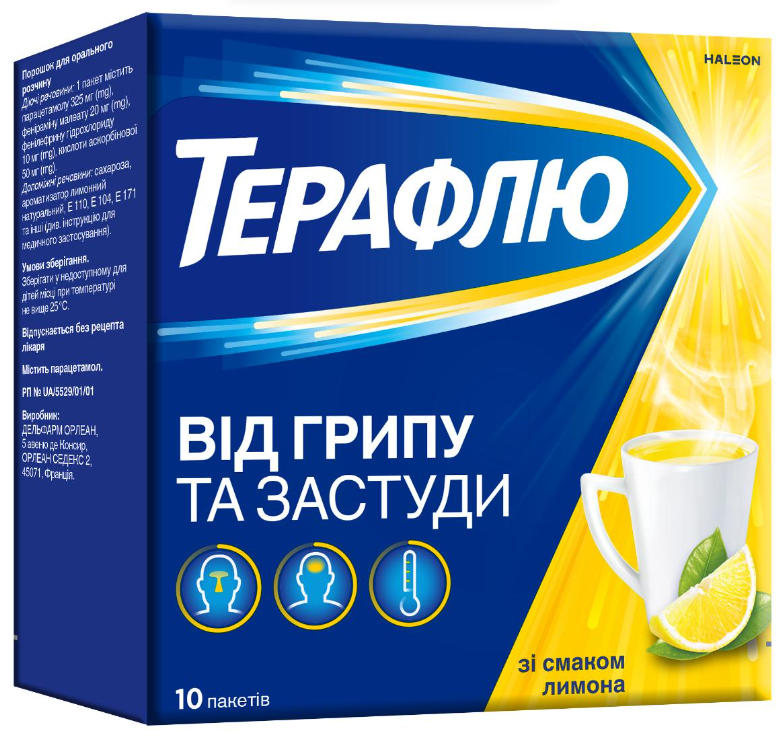 Порошок для орального
розчину
Діючі речовини: 1 пакет містить
парацетамолу 325 мг (mg),
феніраміну малеату 20 мг (mg),
фенілефрину гідрохлориду
10 мг (mg), кислоти аскорбінової
50 мг (mg).
Допоміжні речовини: сахароза,
ароматизатор лимонний
натуральний, Е 110, Е 104, Е 171
та інші (див. інструкцію для
медичного застосування).
Умови зберігання.
Зберігати у недоступному для
дітей місці при температурі
не вище 25°С.
Відпускається без рецепта
лікаря
Містить парацетамол.
РП № UA/5529/01/01
Виробник:
ДЕЛЬФАРМ ОРЛЕАН,
5 авеню де Консир,
ОРЛЕАН СЕДЕКС 2,
45071, Франція.
HALEON
ТЕРАФЛЮ
ВІД ГРИПУ
ТА ЗАСТУДИ
зі смаком
лимона
10 пакетів